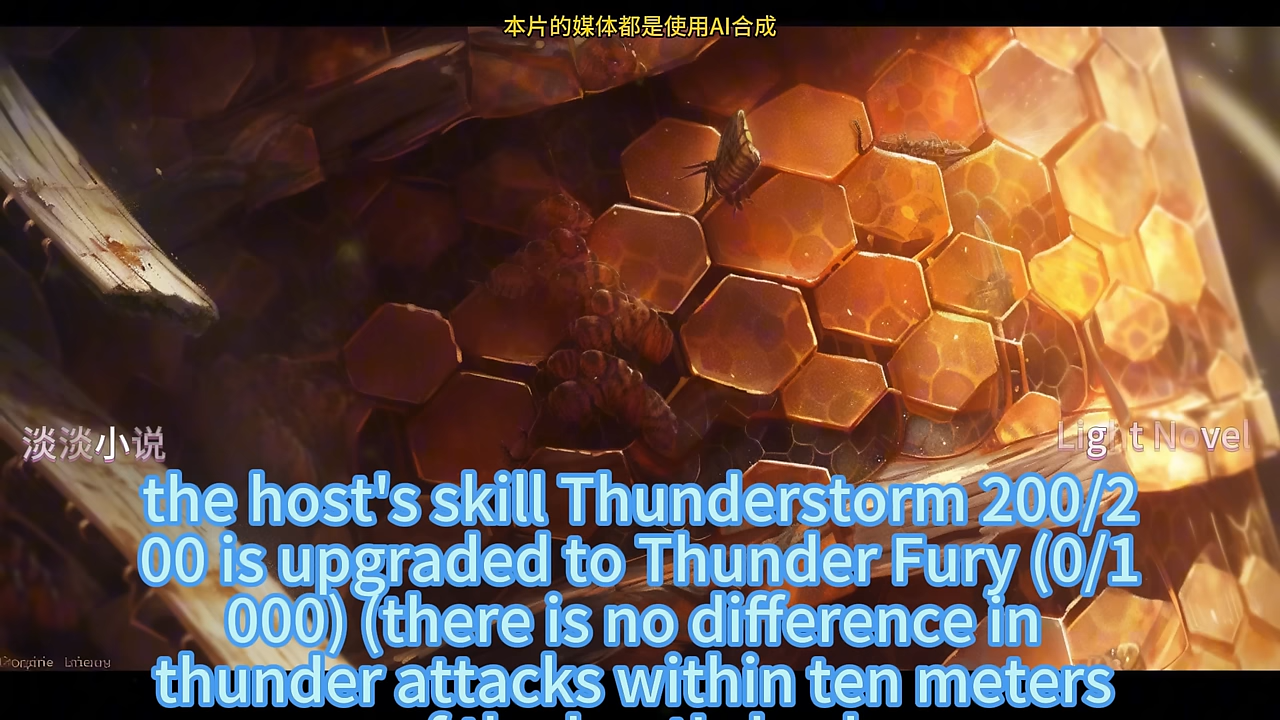 本片的媒体都是使用AI合成
淡淡小说
Light Novel
the host's skill Thunderstorm 200/2
00 is upgraded to Thunder Fury (0/1
000) (there is no difference in
thunder attacks within ten meters